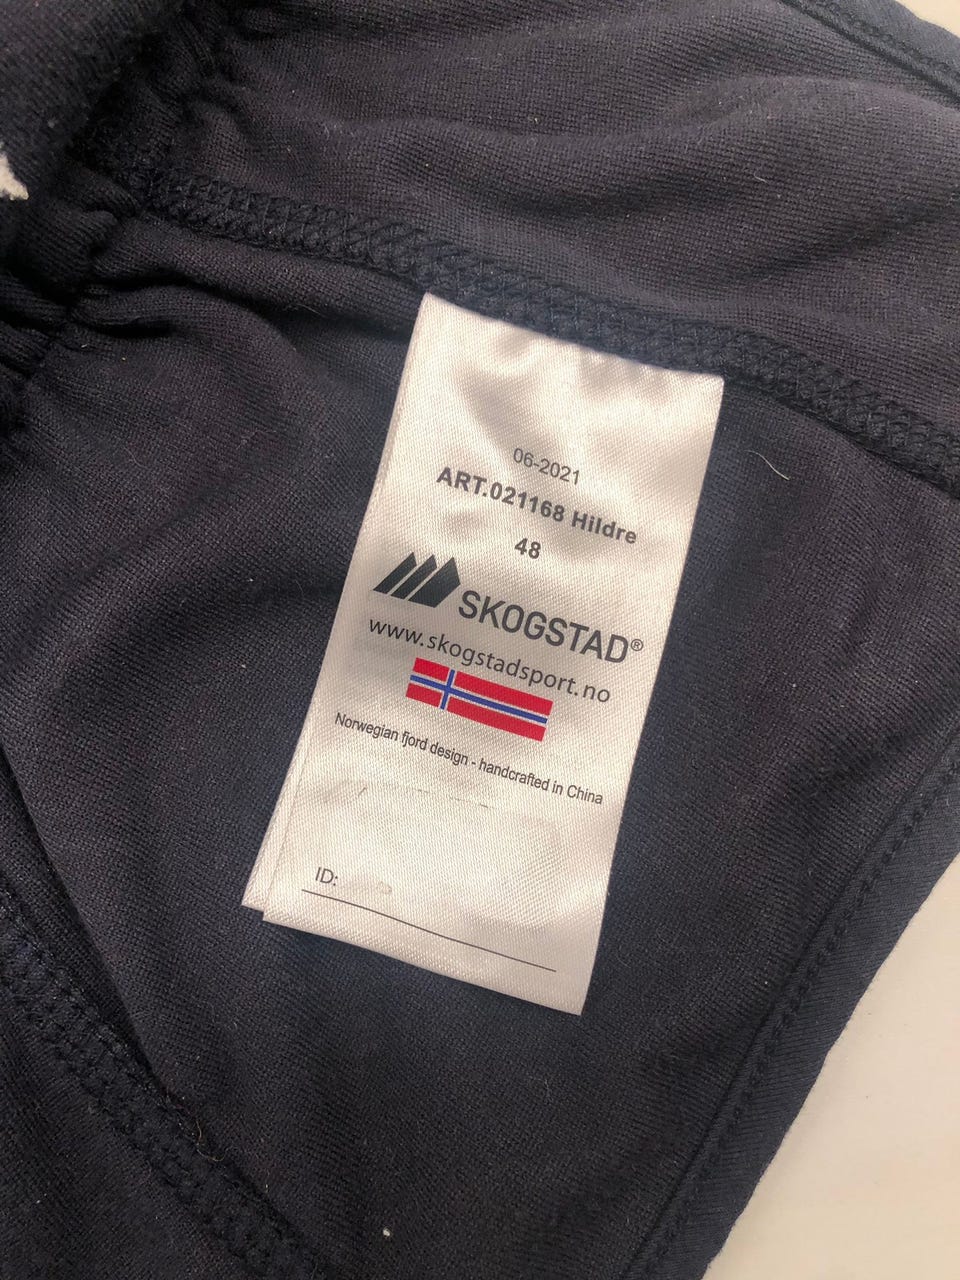 06-2021
ART.021168 Hildre
48
SKOGSTAD®
www.skogstadsport.no
Norwegian fjord design - handcrafted in China
ID: